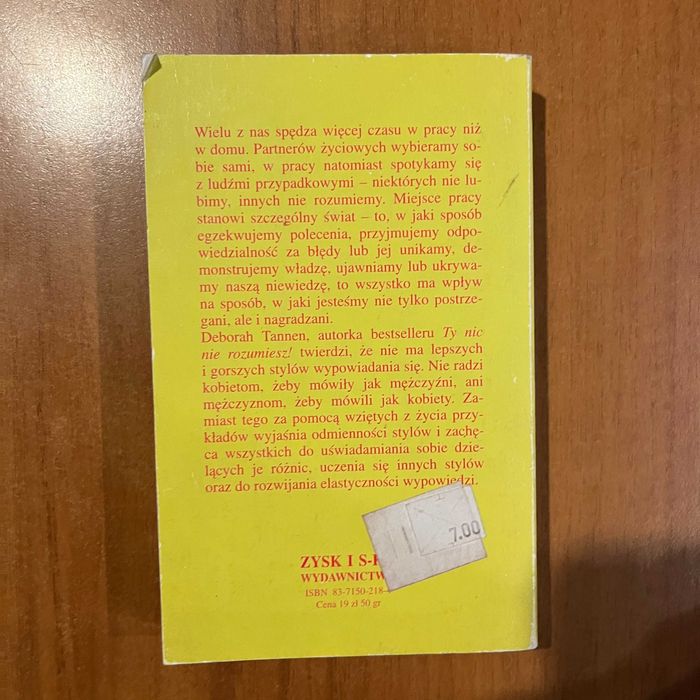 Wielu z nas spędza więcej czasu w pracy niż
w domu. Partnerów życiowych wybieramy so-
bie sami, w pracy natomiast spotykamy się
z ludźmi przypadkowymi – niektórych nie lu-
bimy, innych nie rozumiemy. Miejsce pracy
stanowi szczególny świat – to, w jaki sposób
egzekwujemy polecenia, przyjmujemy odpo-
wiedzialność za błędy lub jej unikamy, de-
monstrujemy władzę, ujawniamy lub ukrywa-
my naszą niewiedzę, to wszystko ma wpływ
na sposób, w jaki jesteśmy nie tylko postrze-
gani, ale i nagradzani.
Deborah Tannen, autorka bestselleru Ty nic
nie rozumiesz! twierdzi, że nie ma lepszych
i gorszych stylów wypowiadania się. Nie radzi
kobietom, żeby mówiły jak mężczyźni, ani
mężczyznom, żeby mówili jak kobiety. Za-
miast tego za pomocą wziętych z życia przy-
kładów wyjaśnia odmienności stylów i zachę-
ca wszystkich do uświadamiania sobie dzie-
lących je różnic, uczenia się innych stylów
oraz do rozwijania elastyczności wypowiedzi.
7.00
ZYSK I S-
WYDAWNICTW
ISBN 83-7150-218-
Cena 19 zł 50 gr